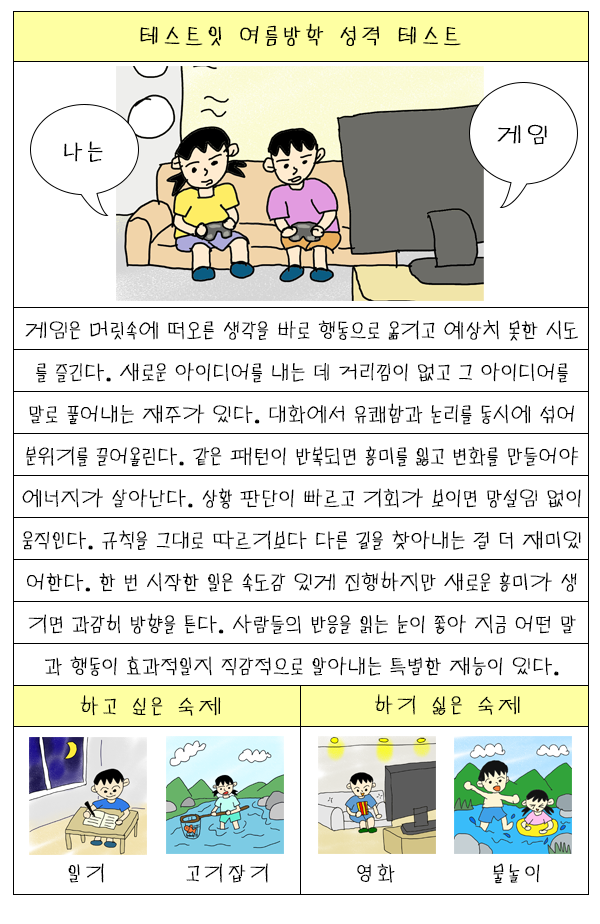 테스트잇 여름방학 성격 테스트
나는
게임
게임은 머릿속에 떠오른 생각을 바로 행동으로 옮기고 예상치 못한 시도
를 즐긴다. 새로운 아이디어를 내는 데 거리낌이 없고 그 아이디어를
말로 풀어내는 재주가 있다. 대화에서 유쾌함과 논리를 동시에 섞어
분위기를 끌어올린다. 같은 패턴이 반복되면 흥미를 잃고 변화를 만들어야
에너지가 살아난다. 상황 판단이 빠르고 기회가 보이면 망설임 없이
움직인다. 규칙을 그대로 따르기보다 다른 길을 찾아내는 걸 더 재미있
어한다. 한 번 시작한 일은 속도감 있게 진행하지만 새로운 흥미가 생
기면 과감히 방향을 튼다. 사람들의 반응을 읽는 눈이 좋아 지금 어떤 말
과 행동이 효과적일지 직감적으로 알아내는 특별한 재능이 있다.
하고 싶은 숙제
하기 싫은 숙제
일기
고기잡기
영화
물놀이